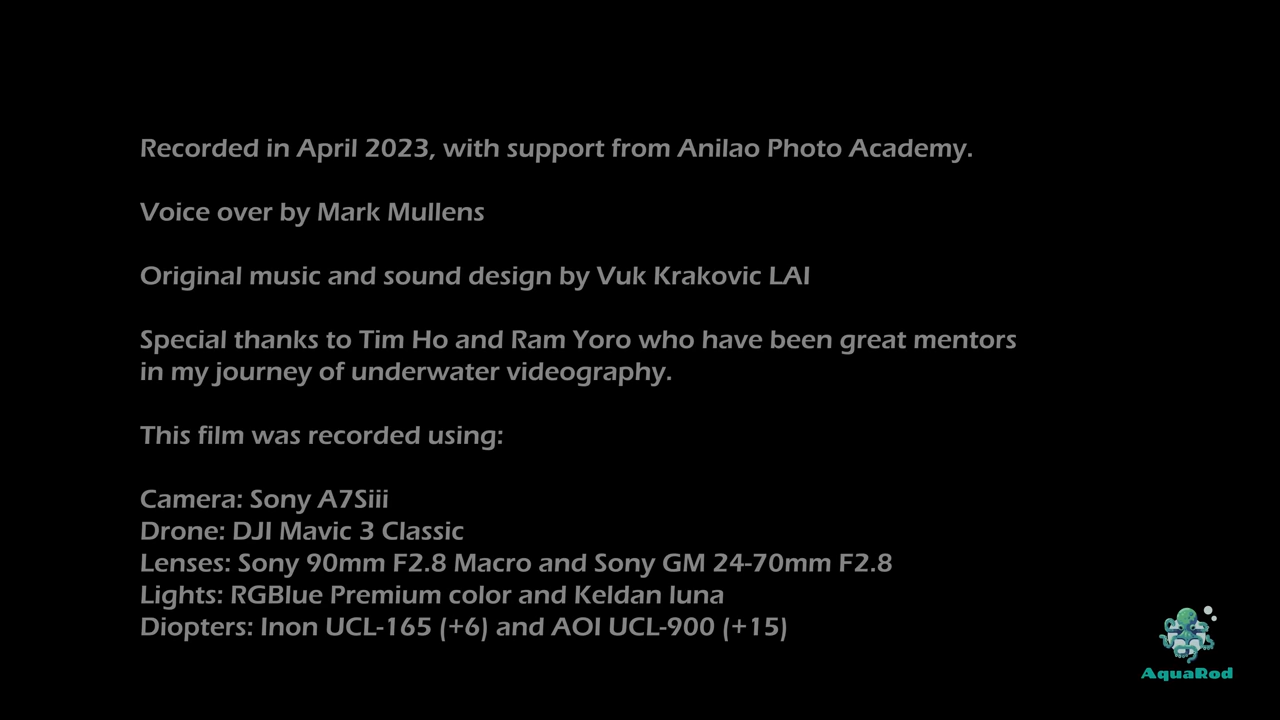 Recorded in April 2023, with support from Anilao Photo Academy.
Voice over by Mark Mullens
Original music and sound design by Vuk Krakovic LAI
Special thanks to Tim Ho and Ram Yoro who have been great mentors
in my journey of underwater videography.
This film was recorded using:
Camera: Sony A7Siii
Drone: DJI Mavic 3 Classic
Lenses: Sony 90mm F2.8 Macro and Sony GM 24-70mm F2.8
Lights: RGBlue Premium color and Keldan luna
Diopters: Inon UCL-165 (+6) and AOI UCL-900 (+15)
AquaRod